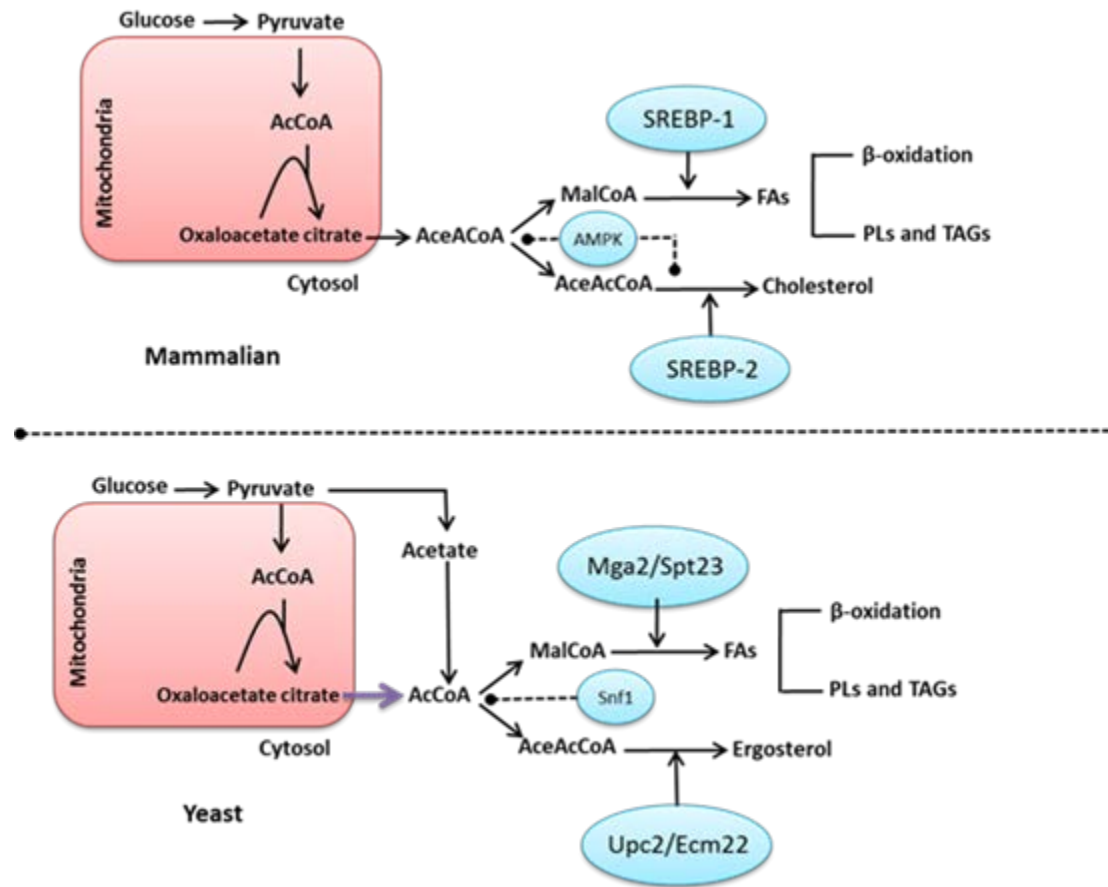 Glucose Pyruvate
Mitochondria
AcCoA
Oxaloacetate citrate
Cytosol
AceACoA
MalCoA
FAs
SREBP-1
AMPK
AceAcCoA
Cholesterol
SREBP-2
β-oxidation
PLs and TAGs
Mammalian
Glucose Pyruvate
Mitochondria
AcCoA
Oxaloacetate citrate
Cytosol
Acetate
AcCoA
MalCoA
FAs
Mga2/Spt23
Snf1
AceAcCoA
Ergosterol
Upc2/Ecm22
β-oxidation
PLs and TAGs
Yeast